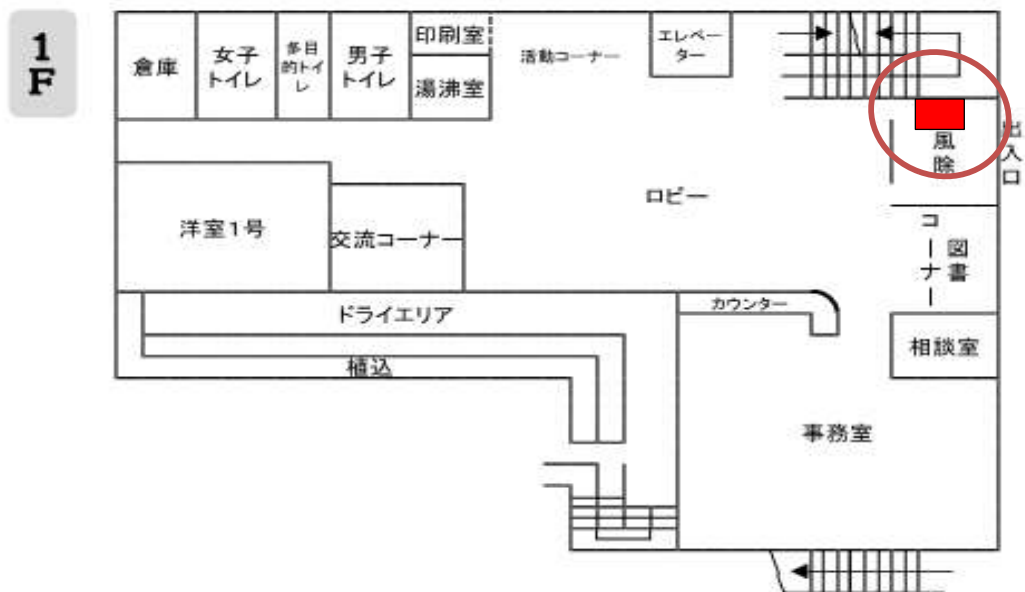 1F
倉庫
女子
トイレ
多目
的トイ
レ
男子
トイレ
印刷室
湯沸室
活動コーナー
エレベー
ター
風除
出入口
ロビー
洋室1号
交流コーナー
図書
コーナー
ドライエリア
カウンター
相談室
植込
事務室